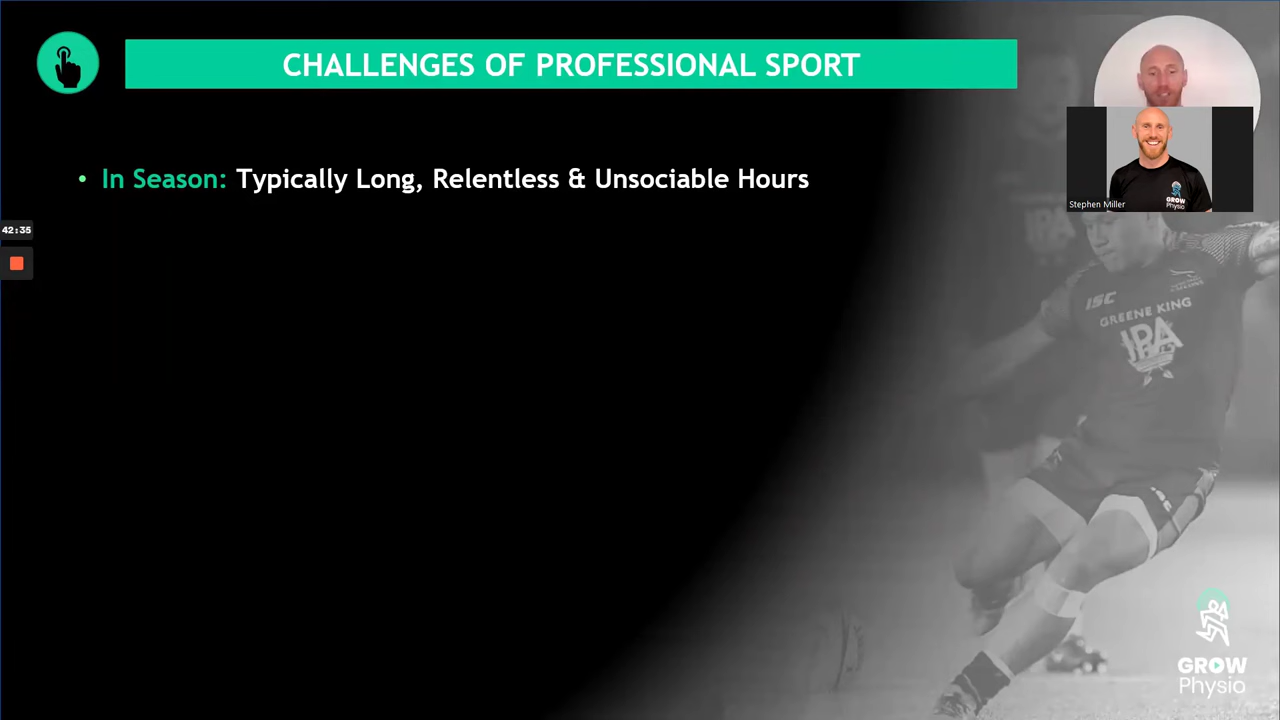 CHALLENGES OF PROFESSIONAL SPORT
• In Season: Typically Long, Relentless & Unsociable Hours
42:35
Stephen Miller
GROW
Physio
ISC
GREENE KING
IPA
GROW
Physio